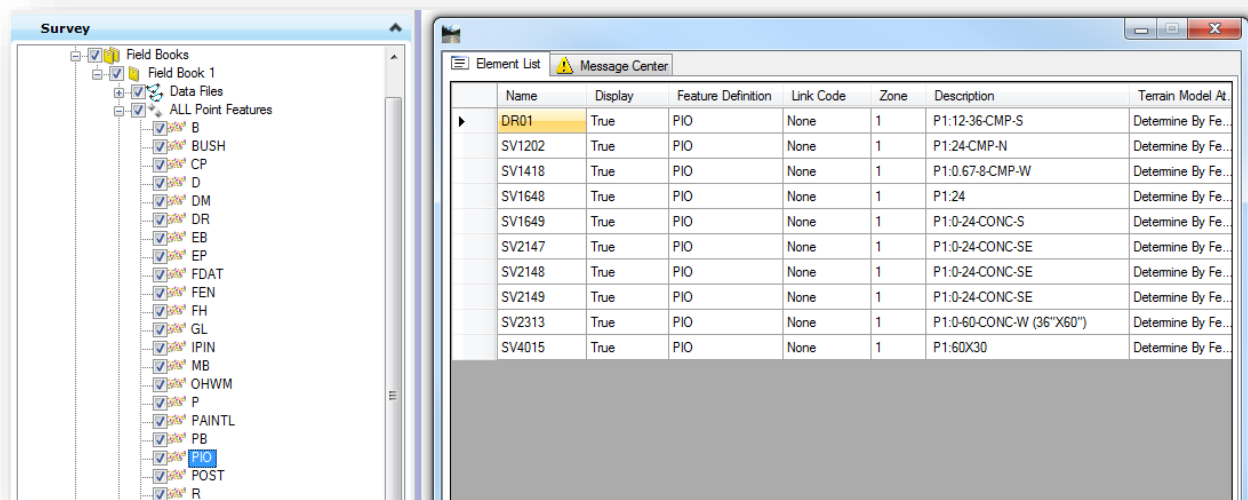 Survey
Field Books
Field Book 1
Data Files
ALL Point Features
B
BUSH
CP
D
DM
DR
EB
EP
FDAT
FEN
FH
GL
IPIN
MB
OHWM
P
PAINTL
PB
PIO
POST
R
Element List Message Center
Name Display Feature Definition Link Code Zone Description Terrain Model At..
DR01 True PIO None 1 P1:12-36-CMP-S Determine By Fe...
SV1202 True PIO None 1 P1:24-CMP-N Determine By Fe...
SV1418 True PIO None 1 P1:0.67-8-CMP-W Determine By Fe...
SV1648 True PIO None 1 P1:24 Determine By Fe...
SV1649 True PIO None 1 P1:0-24-CONC-S Determine By Fe...
SV2147 True PIO None 1 P1:0-24-CONC-SE Determine By Fe...
SV2148 True PIO None 1 P1:0-24-CONC-SE Determine By Fe...
SV2149 True PIO None 1 P1:0-24-CONC-SE Determine By Fe...
SV2313 True PIO None 1 P1:0-60-CONC-W (36"X60") Determine By Fe...
SV4015 True PIO None 1 P1:60X30 Determine By Fe...